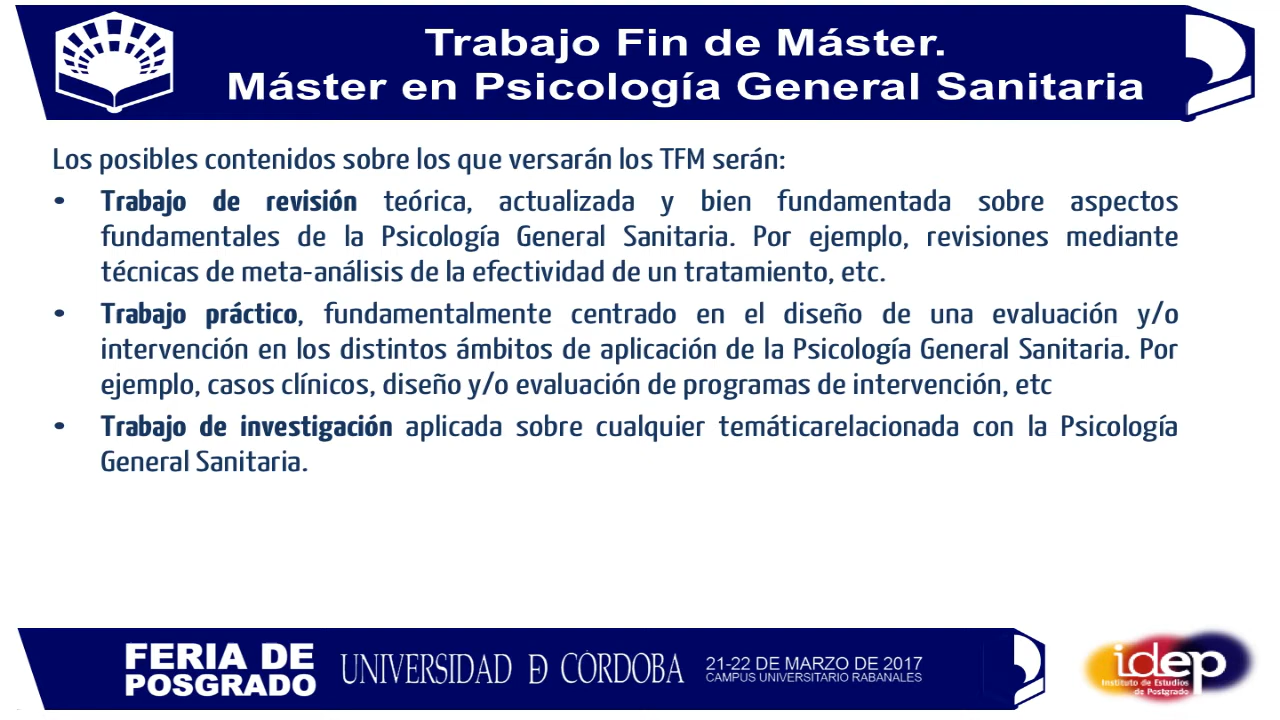 Trabajo Fin de Máster.
Máster en Psicología General Sanitaria
Los posibles contenidos sobre los que versarán los TFM serán:
• Trabajo de revisión teórica, actualizada y bien fundamentada sobre aspectos
fundamentales de la Psicología General Sanitaria. Por ejemplo, revisiones mediante
técnicas de meta-análisis de la efectividad de un tratamiento, etc.
• Trabajo práctico, fundamentalmente centrado en el diseño de una evaluación y/o
intervención en los distintos ámbitos de aplicación de la Psicología General Sanitaria. Por
ejemplo, casos clínicos, diseño y/o evaluación de programas de intervención, etc
• Trabajo de investigación aplicada sobre cualquier temáticarelacionada con la Psicología
General Sanitaria.
FERIA DE
POSGRADO
UNIVERSIDAD Ð CÓRDOBA
21-22 DE MARZO DE 2017
CAMPUS UNIVERSITARIO RABANALES
idep
Instituto de Estudios
de Postgrado